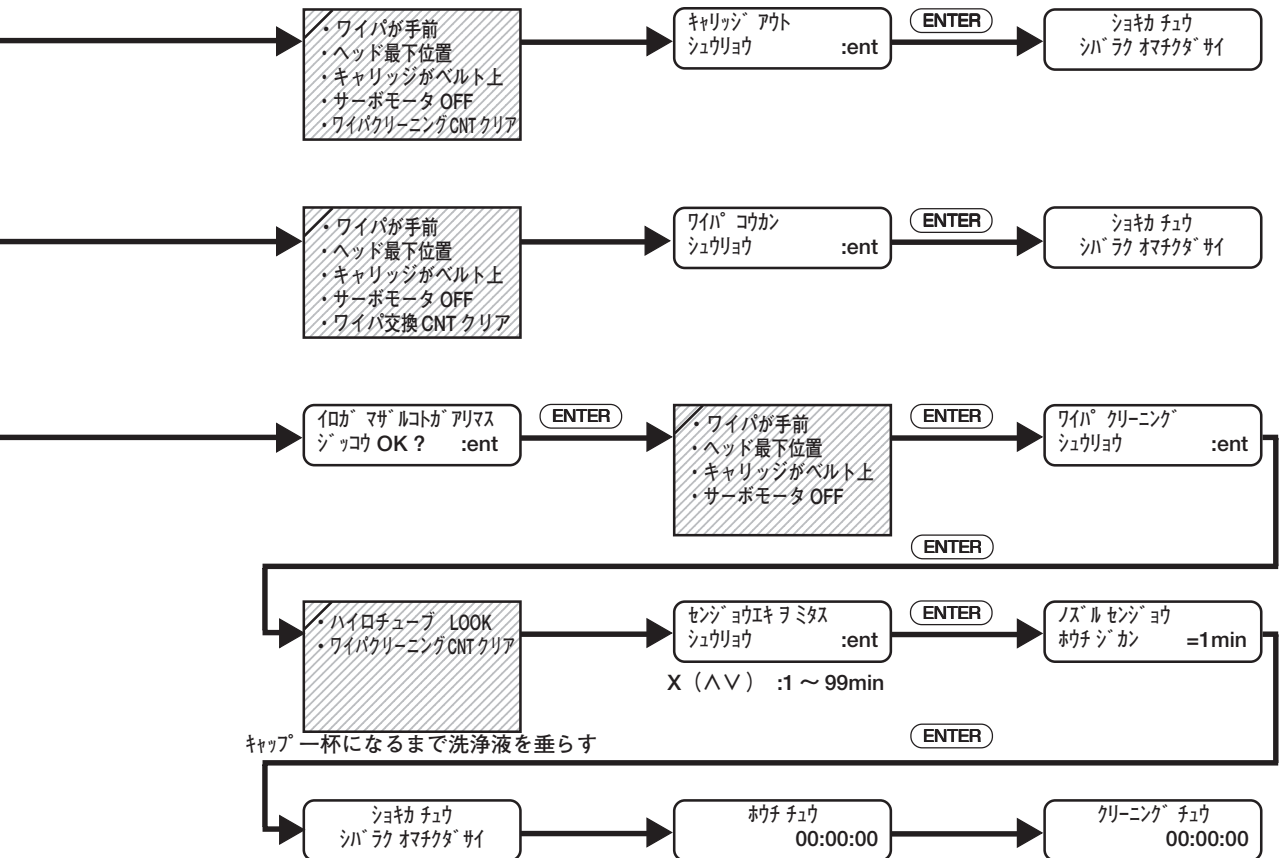 ・ワイパが手前
・ヘッド最下位置
・キャリッジがベルト上
・サーボモータ OFF
・ワイパクリーニング CNT クリア
ｷｬﾘｯｼﾞ ｱｳﾄ
ｼｭｳﾘｮｳ :ent
ENTER
ｼｮｷｶ ﾁｭｳ
ｼﾊﾞﾗｸ ｵﾏﾁｸﾀﾞｻｲ
・ワイパが手前
・ヘッド最下位置
・キャリッジがベルト上
・サーボモータ OFF
・ワイパ交換 CNT クリア
ﾜｲﾊﾟ ｺｳｶﾝ
ｼｭｳﾘｮｳ :ent
ENTER
ｼｮｷｶ ﾁｭｳ
ｼﾊﾞﾗｸ ｵﾏﾁｸﾀﾞｻｲ
ｲﾛｶﾞ ﾏｻﾞﾙｺﾄｶﾞ ｱﾘﾏｽ
ｼﾞｯｺｳ OK ? :ent
ENTER
・ワイパが手前
・ヘッド最下位置
・キャリッジがベルト上
・サーボモータ OFF
ENTER
ﾜｲﾊﾟ ｸﾘｰﾆﾝｸﾞ
ｼｭｳﾘｮｳ :ent
ENTER
・ハイロチューブ LOOK
・ワイパクリーニング CNT クリア
ｾﾝｼﾞｮｳｴｷ ｦ ﾐﾀｽ
ｼｭｳﾘｮｳ :ent
ENTER
ﾉｽﾞﾙ ｾﾝｼﾞｮｳ
ﾎｳﾁ ｼﾞｶﾝ =1min
X（∧∨） :1 ～ 99min
ｷｬｯﾌﾟ一杯になるまで洗浄液を垂らす
ENTER
ｼｮｷｶ ﾁｭｳ
ｼﾊﾞﾗｸ ｵﾏﾁｸﾀﾞｻｲ
ﾎｳﾁ ﾁｭｳ
00:00:00
ｸﾘｰﾆﾝｸﾞ ﾁｭｳ
00:00:00